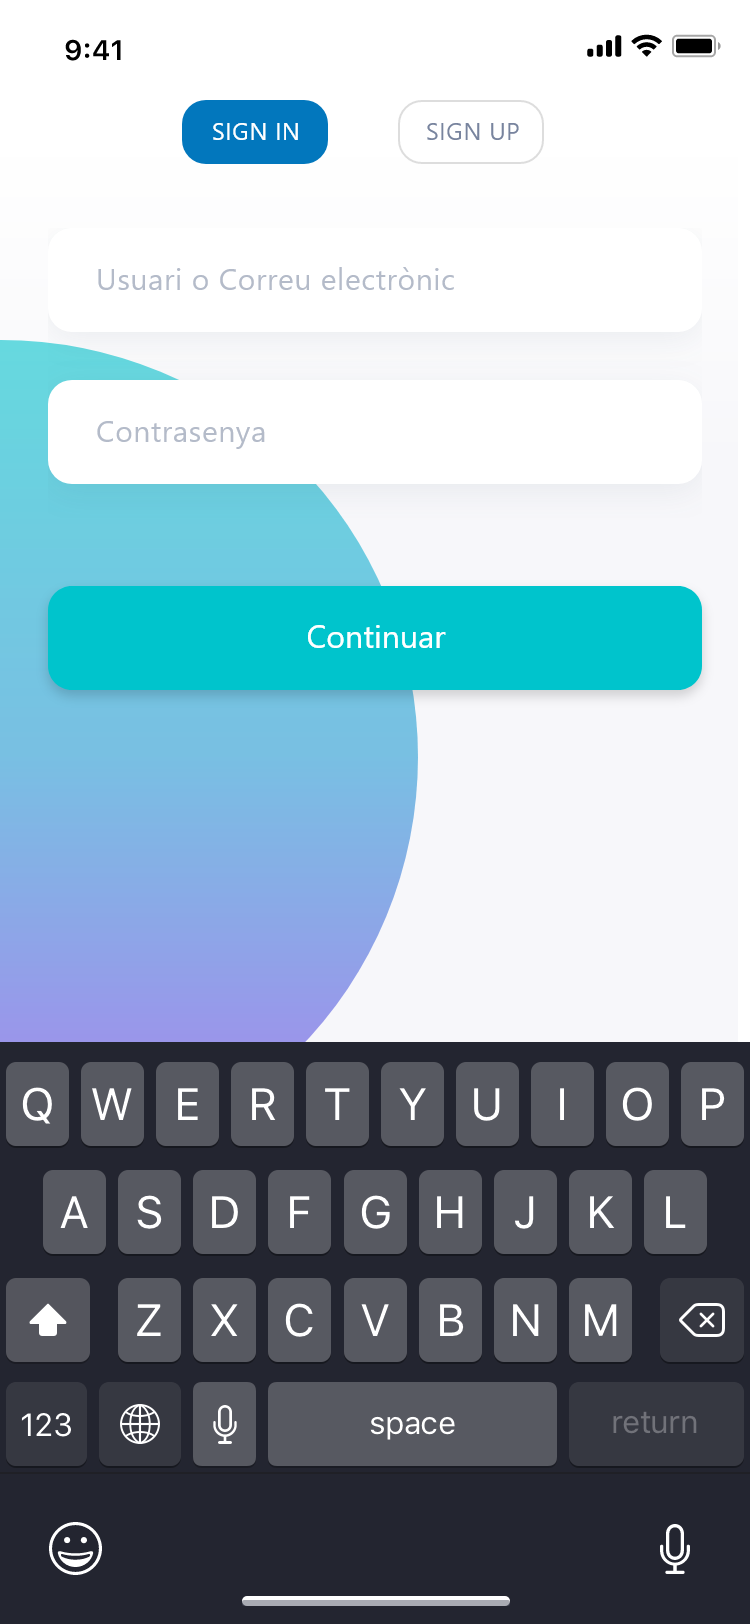 9:41
SIGN IN SIGN UP
Usuari o Correu electrònic
Contrasenya
Continuar
Q W E R T Y U I O P
A S D F G H J K L
Z X C V B N M
123 space return